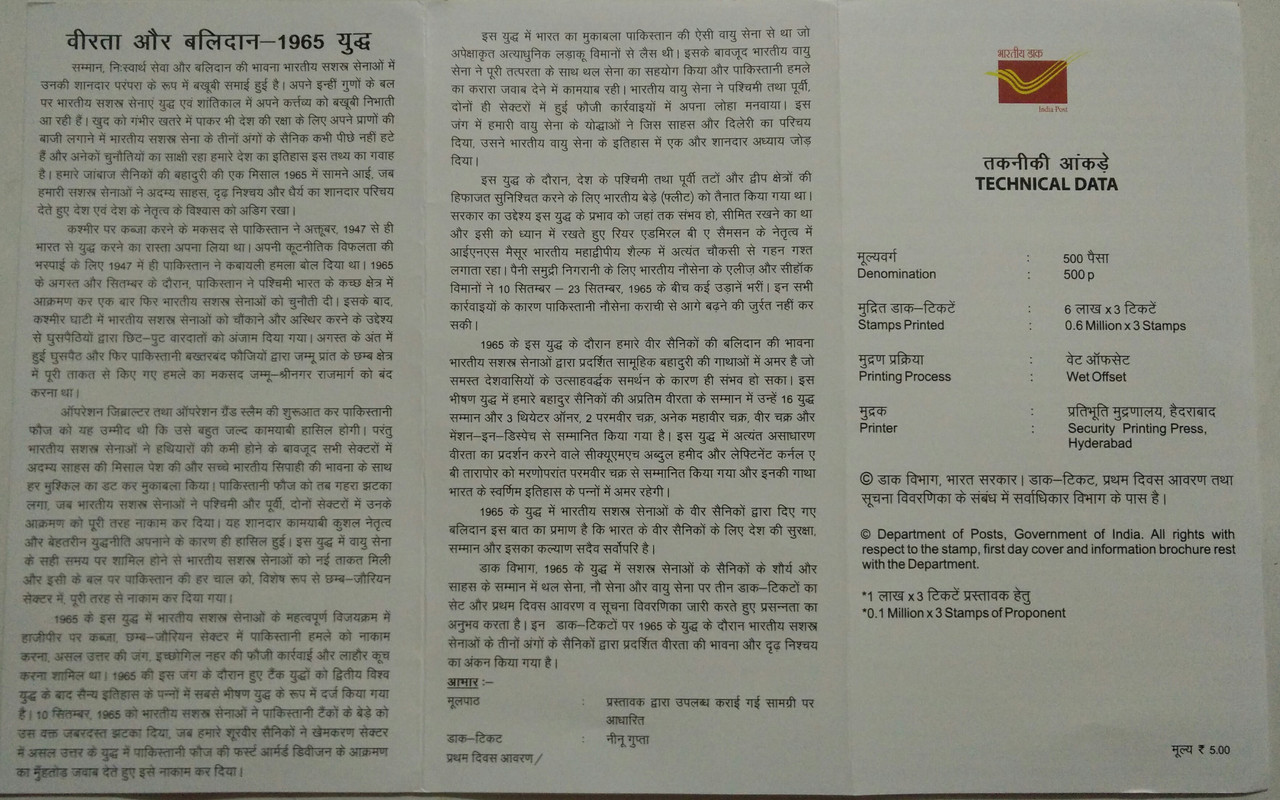 वीरता और बलिदान–1965 युद्ध
सम्मान, निःस्वार्थ सेवा और बलिदान की भावना भारतीय सशस्त्र सेनाओं में
उनकी शानदार परंपरा के रूप में बखूबी समाई हुई है। अपने इन्हीं गुणों के बल
पर भारतीय सशस्त्र सेनाएं युद्ध एवं शांतिकाल में अपने कर्त्तव्य को बखूबी निभाती
आ रही हैं। खुद को गंभीर खतरे में पाकर भी देश की रक्षा के लिए अपने प्राणों की
बाजी लगाने में भारतीय सशस्त्र सेना के तीनों अंगों के सैनिक कभी पीछे नहीं हटे
हैं और अनेकों चुनौतियों का साक्षी रहा हमारे देश का इतिहास इस तथ्य का गवाह
है। हमारे जांबाज सैनिकों की बहादुरी की एक मिसाल 1965 में सामने आई, जब
हमारी सशस्त्र सेनाओं ने अदम्य साहस, दृढ़ निश्चय और धैर्य का शानदार परिचय
देते हुए देश एवं देश के नेतृत्व के विश्वास को अडिग रखा।
कश्मीर पर कब्जा करने के मकसद से पाकिस्तान ने अक्तूबर, 1947 से ही
भारत से युद्ध करने का रास्ता अपना लिया था। अपनी कूटनीतिक विफलता की
भरपाई के लिए 1947 में ही पाकिस्तान ने कबायली हमला बोल दिया था। 1965
के अगस्त और सितम्बर के दौरान, पाकिस्तान ने पश्चिमी भारत के कच्छ क्षेत्र में
आक्रमण कर एक बार फिर भारतीय सशस्त्र सेनाओं को चुनौती दी। इसके बाद,
कश्मीर घाटी में भारतीय सशस्त्र सेनाओं को चौंकाने और अस्थिर करने के उद्देश्य
से घुसपैठियों द्वारा छिट–पुट वारदातों को अंजाम दिया गया। अगस्त के अंत में
हुई घुसपैठ और फिर पाकिस्तानी बख्तरबंद फौजियों द्वारा जम्मू प्रांत के छम्ब क्षेत्र
में पूरी ताकत से किए गए हमले का मकसद जम्मू–श्रीनगर राजमार्ग को बंद
करना था।
ऑपरेशन जिब्राल्टर तथा ऑपरेशन ग्रैंड स्लैम की शुरूआत कर पाकिस्तानी
फौज को यह उम्मीद थी कि उसे बहुत जल्द कामयाबी हासिल होगी। परंतु
भारतीय सशस्त्र सेनाओं ने हथियारों की कमी होने के बावजूद सभी सेक्टरों में
अदम्य साहस की मिसाल पेश की और सच्चे भारतीय सिपाही की भावना के साथ
हर मुश्किल का डट कर मुकाबला किया। पाकिस्तानी फौज को तब गहरा झटका
लगा, जब भारतीय सशस्त्र सेनाओं ने पश्चिमी और पूर्वी, दोनों सेक्टरों में उनके
आक्रमण को पूरी तरह नाकाम कर दिया। यह शानदार कामयाबी कुशल नेतृत्व
और बेहतरीन युद्धनीति अपनाने के कारण ही हासिल हुई। इस युद्ध में वायु सेना
के सही समय पर शामिल होने से भारतीय सशस्त्र सेनाओं को नई ताकत मिली
और इसी के बल पर पाकिस्तान की हर चाल को, विशेष रूप से छम्ब–जौरियन
सेक्टर में, पूरी तरह से नाकाम कर दिया गया।
1965 के इस युद्ध में भारतीय सशस्त्र सेनाओं के महत्वपूर्ण विजयक्रम में
हाजीपीर पर कब्जा, छम्ब–जौरियन सेक्टर में पाकिस्तानी हमले को नाकाम
करना, असल उत्तर की जंग, इच्छोगिल नहर की फौजी कार्रवाई और लाहौर कूच
करना शामिल था। 1965 की इस जंग के दौरान हुए टैंक युद्धों को द्वितीय विश्व
युद्ध के बाद सैन्य इतिहास के पन्नों में सबसे भीषण युद्ध के रूप में दर्ज किया गया
है। 10 सितम्बर, 1965 को भारतीय सशस्त्र सेनाओं ने पाकिस्तानी टैंकों के बेड़े को
उस वक्त जबरदस्त झटका दिया, जब हमारे शूरवीर सैनिकों ने खेमकरण सेक्टर
में असल उत्तर के युद्ध में पाकिस्तानी फौज की फर्स्ट आर्मर्ड डिवीजन के आक्रमण
का मुँहतोड़ जवाब देते हुए इसे नाकाम कर दिया।
इस युद्ध में भारत का मुकाबला पाकिस्तान की ऐसी वायु सेना से था जो
अपेक्षाकृत अत्याधुनिक लड़ाकू विमानों से लैस थी। इसके बावजूद भारतीय वायु
सेना ने पूरी तत्परता के साथ थल सेना का सहयोग किया और पाकिस्तानी हमले
का करारा जवाब देने में कामयाब रही। भारतीय वायु सेना ने पश्चिमी तथा पूर्वी,
दोनों ही सेक्टरों में हुई फौजी कार्रवाइयों में अपना लोहा मनवाया। इस
जंग में हमारी वायु सेना के योद्धाओं ने जिस साहस और दिलेरी का परिचय
दिया, उसने भारतीय वायु सेना के इतिहास में एक और शानदार अध्याय जोड़
दिया।
इस युद्ध के दौरान, देश के पश्चिमी तथा पूर्वी तटों और द्वीप क्षेत्रों की
हिफाजत सुनिश्चित करने के लिए भारतीय बेड़े (फ्लीट) को तैनात किया गया था।
सरकार का उद्देश्य इस युद्ध के प्रभाव को जहां तक संभव हो, सीमित रखने का था
और इसी को ध्यान में रखते हुए रियर एडमिरल बी ए सैमसन के नेतृत्व में
आईएनएस मैसूर भारतीय महाद्वीपीय शैल्फ में अत्यंत चौकसी से गहन गश्त
लगाता रहा। पैनी समुद्री निगरानी के लिए भारतीय नौसेना के एलीज़ और सीहॉक
विमानों ने 10 सितम्बर – 23 सितम्बर, 1965 के बीच कई उड़ानें भरीं। इन सभी
कार्रवाइयों के कारण पाकिस्तानी नौसेना कराची से आगे बढ़ने की जुर्रत नहीं कर
सकी।
1965 के इस युद्ध के दौरान हमारे वीर सैनिकों की बलिदान की भावना
भारतीय सशस्त्र सेनाओं द्वारा प्रदर्शित सामूहिक बहादुरी की गाथाओं में अमर है जो
समस्त देशवासियों के उत्साहवर्द्धक समर्थन के कारण ही संभव हो सका। इस
भीषण युद्ध में हमारे बहादुर सैनिकों की अप्रतिम वीरता के सम्मान में उन्हें 16 युद्ध
सम्मान और 3 थियेटर ऑनर, 2 परमवीर चक्र, अनेक महावीर चक्र, वीर चक्र और
मेंशन–इन–डिस्पेच से सम्मानित किया गया है। इस युद्ध में अत्यंत असाधारण
वीरता का प्रदर्शन करने वाले सीक्यूएमएच अब्दुल हमीद और लेफ्टिनेंट कर्नल ए
बी तारापोर को मरणोपरांत परमवीर चक्र से सम्मानित किया गया और इनकी गाथा
भारत के स्वर्णिम इतिहास के पन्नों में अमर रहेगी।
1965 के युद्ध में भारतीय सशस्त्र सेनाओं के वीर सैनिकों द्वारा दिए गए
बलिदान इस बात का प्रमाण है कि भारत के वीर सैनिकों के लिए देश की सुरक्षा,
सम्मान और इसका कल्याण सदैव सर्वोपरि है।
डाक विभाग, 1965 के युद्ध में सशस्त्र सेनाओं के सैनिकों के शौर्य और
साहस के सम्मान में थल सेना, नौ सेना और वायु सेना पर तीन डाक–टिकटों का
सेट और प्रथम दिवस आवरण व सूचना विवरणिका जारी करते हुए प्रसन्नता का
अनुभव करता है। इन डाक–टिकटों पर 1965 के युद्ध के दौरान भारतीय सशस्त्र
सेनाओं के तीनों अंगों के सैनिकों द्वारा प्रदर्शित वीरता की भावना और दृढ़ निश्चय
का अंकन किया गया है।
आभार :–
मूलपाठ : प्रस्तावक द्वारा उपलब्ध कराई गई सामग्री पर
आधारित
डाक–टिकट : नीनू गुप्ता
प्रथम दिवस आवरण /
भारतीय डाक
India Post
तकनीकी आंकड़े
TECHNICAL DATA
मूल्यवर्ग : 500 पैसा
Denomination : 500 p
मुद्रित डाक–टिकटें : 6 लाख x 3 टिकटें
Stamps Printed : 0.6 Million x 3 Stamps
मुद्रण प्रक्रिया : वेट ऑफसेट
Printing Process : Wet Offset
मुद्रक : प्रतिभूति मुद्रणालय, हैदराबाद
Printer : Security Printing Press,
Hyderabad
© डाक विभाग, भारत सरकार। डाक–टिकट, प्रथम दिवस आवरण तथा
सूचना विवरणिका के संबंध में सर्वाधिकार विभाग के पास है।
© Department of Posts, Government of India. All rights with
respect to the stamp, first day cover and information brochure rest
with the Department.
*1 लाख x 3 टिकटें प्रस्तावक हेतु
*0.1 Million x 3 Stamps of Proponent
मूल्य ₹ 5.00